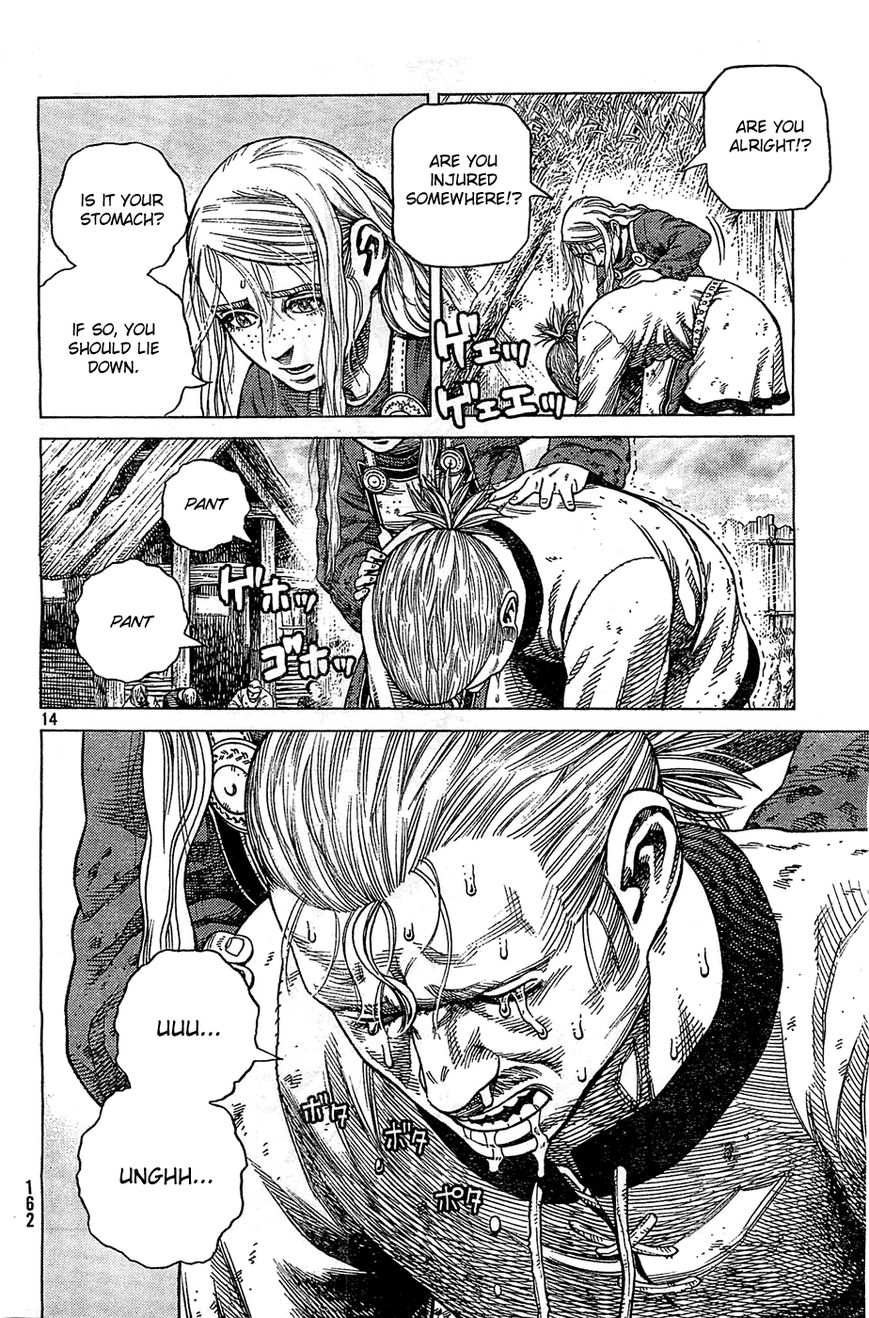 ARE YOU
ALRIGHT!?
ARE YOU
INJURED
SOMEWHERE!?
ゲエッ
ゲエエッ
IS IT YOUR
STOMACH?
IF SO, YOU
SHOULD LIE
DOWN.
PANT
PANT
ゲホッ
ゴホッ
14
UUU...
UNGHH...
ボタ
ボタ
ポタ
162